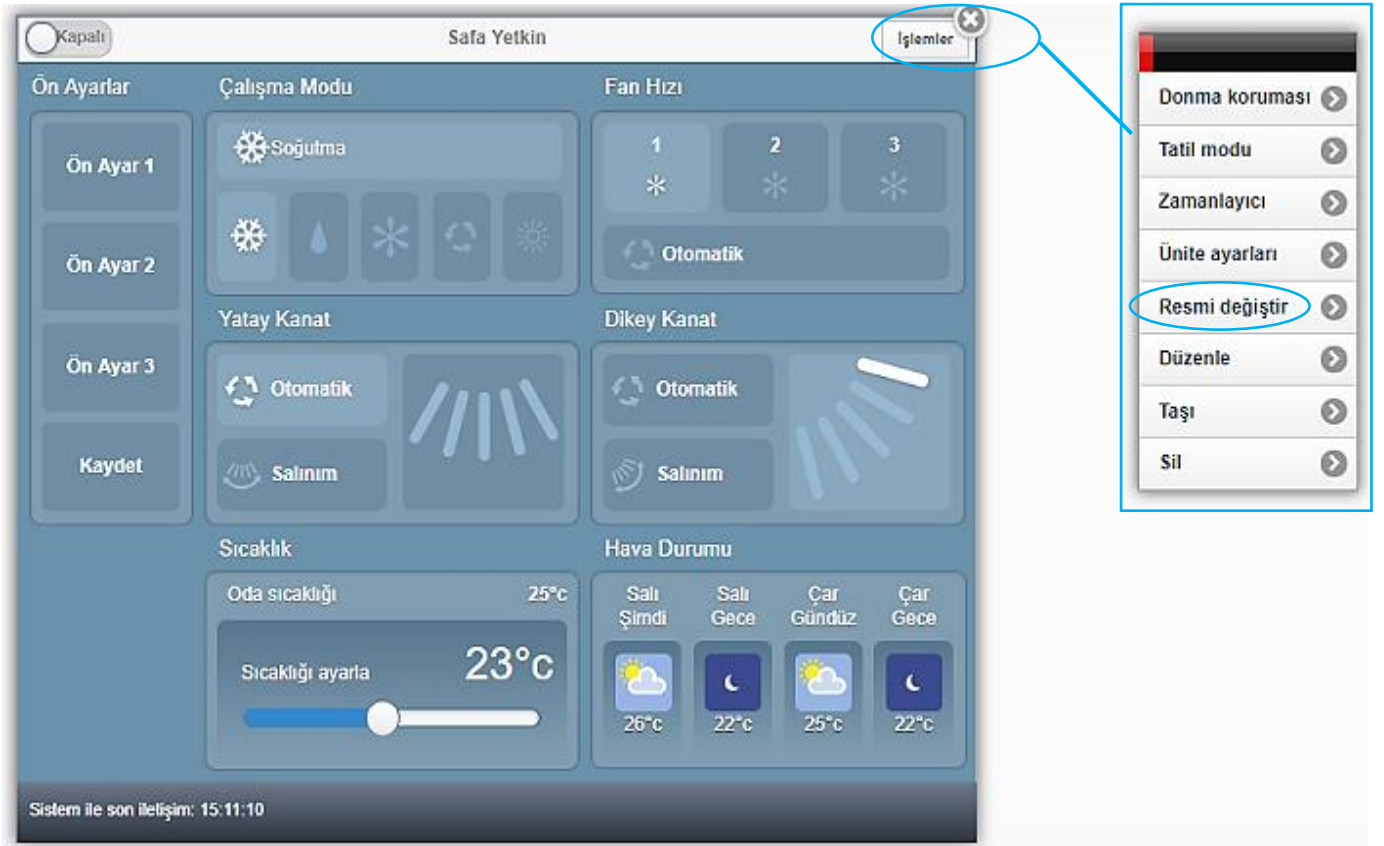 Kapalı
Safa Yetkin
İşlemler
Ön Ayarlar
Ön Ayar 1
Ön Ayar 2
Ön Ayar 3
Kaydet
Çalışma Modu
Soğutma
Fan Hızı
1 2 3
Otomatik
Yatay Kanat
Otomatik
Salınım
Dikey Kanat
Otomatik
Salınım
Sıcaklık
Oda sıcaklığı 25°c
Sıcaklığı ayarla 23°c
Hava Durumu
Salı Salı Çar Çar
Şimdi Gece Gündüz Gece
26°c 22°c 25°c 22°c
Sistem ile son iletişim: 15:11:10
Donma koruması
Tatil modu
Zamanlayıcı
Ünite ayarları
Resmi değiştir
Düzenle
Taşı
Sil